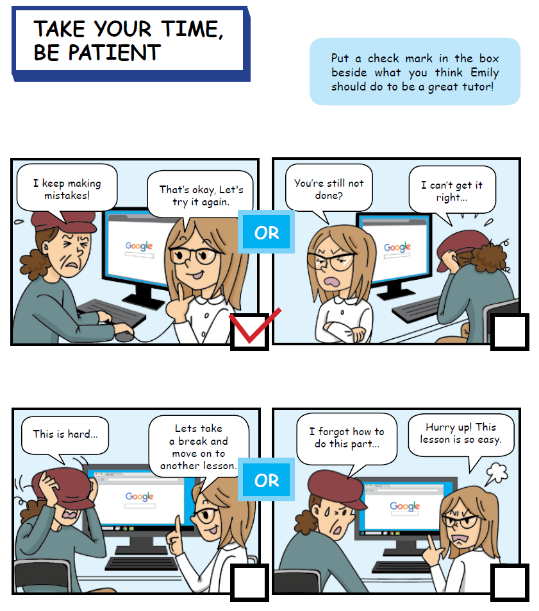 TAKE YOUR TIME,
BE PATIENT
Put a check mark in the box
beside what you think Emily
should do to be a great tutor!
I keep making
mistakes!
That's okay, Let's
try it again.
Google
OR
You're still not
done?
I can't get it
right...
Google
This is hard...
Lets take
a break and
move on to
another lesson.
Google
OR
I forgot how to
do this part...
Hurry up! This
lesson is so easy.
Google